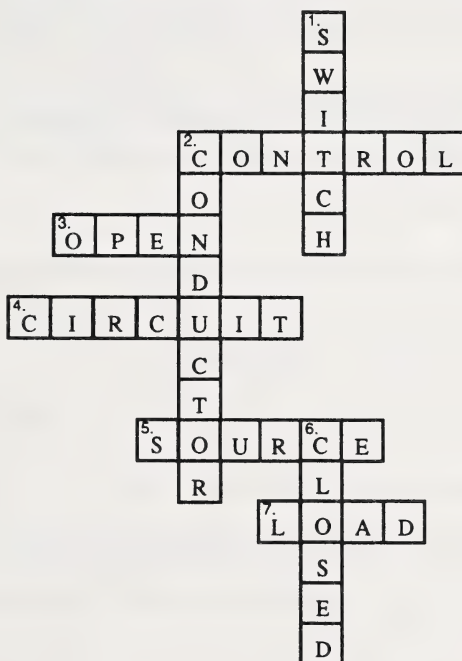 1. S
W
I
2. C O N T R O L
O C
3. O P E N H
D
4. C I R C U I T
C
T
5. S O U R 6. C E
R L
7. L O A D
S
E
D